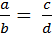 a/b = c/d